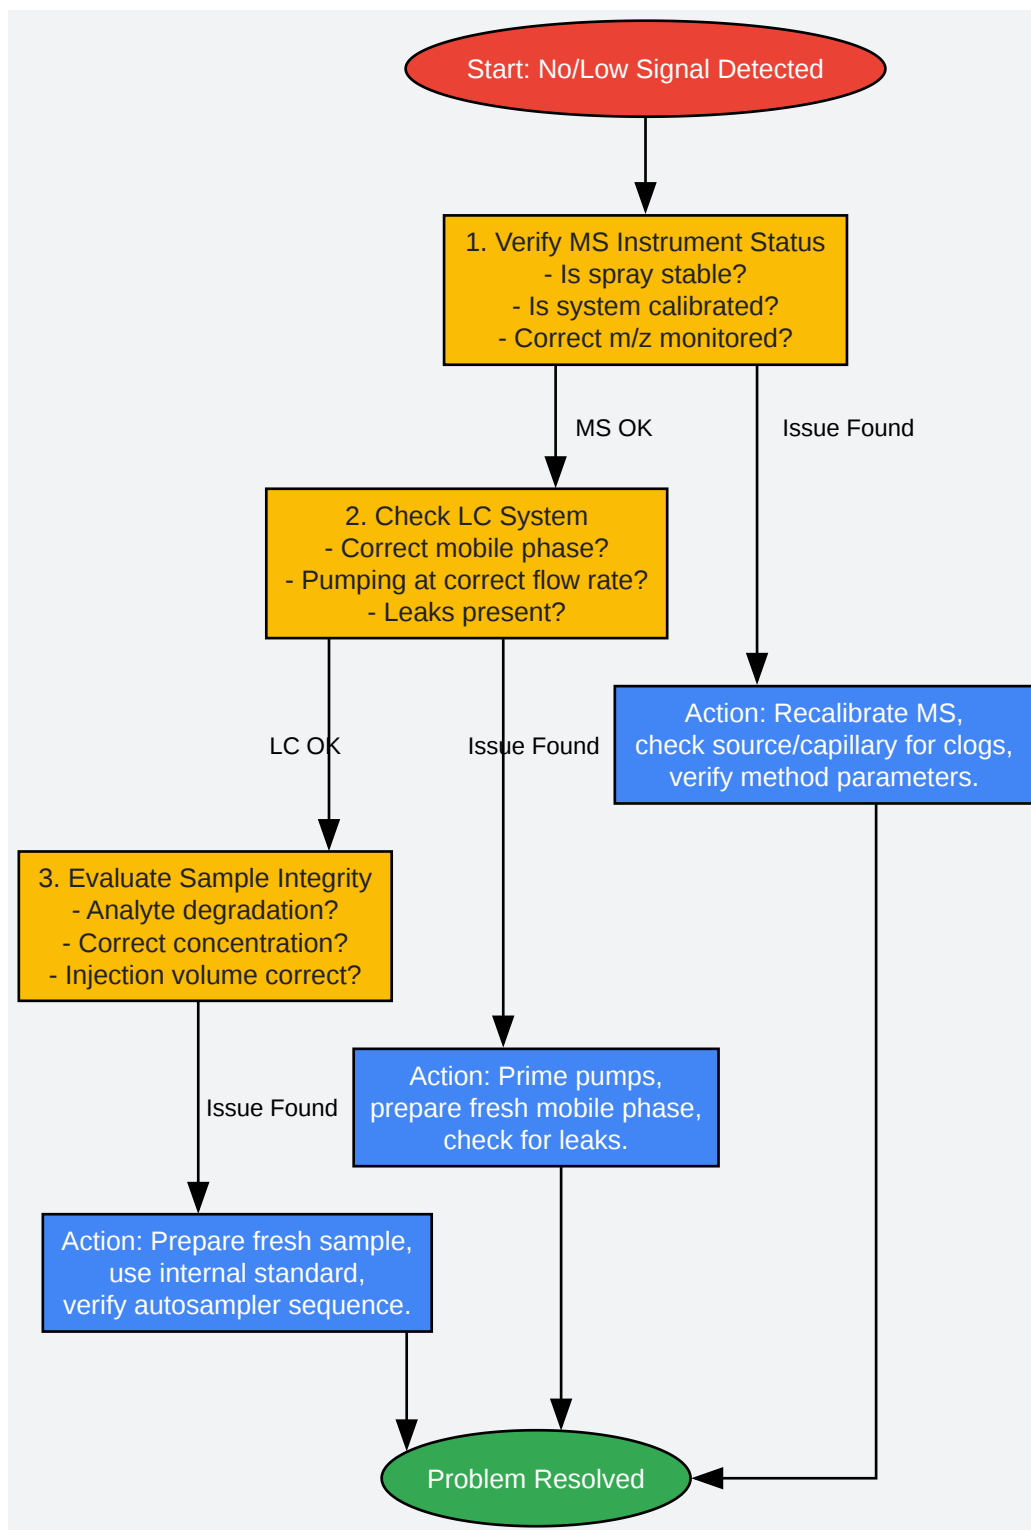 Start: No/Low Signal Detected
1. Verify MS Instrument Status
- Is spray stable?
- Is system calibrated?
- Correct m/z monitored?
MS OK
Issue Found
2. Check LC System
- Correct mobile phase?
- Pumping at correct flow rate?
- Leaks present?
LC OK
Issue Found
Action: Recalibrate MS,
check source/capillary for clogs,
verify method parameters.
3. Evaluate Sample Integrity
- Analyte degradation?
- Correct concentration?
- Injection volume correct?
Issue Found
Action: Prime pumps,
prepare fresh mobile phase,
check for leaks.
Action: Prepare fresh sample,
use internal standard,
verify autosampler sequence.
Problem Resolved